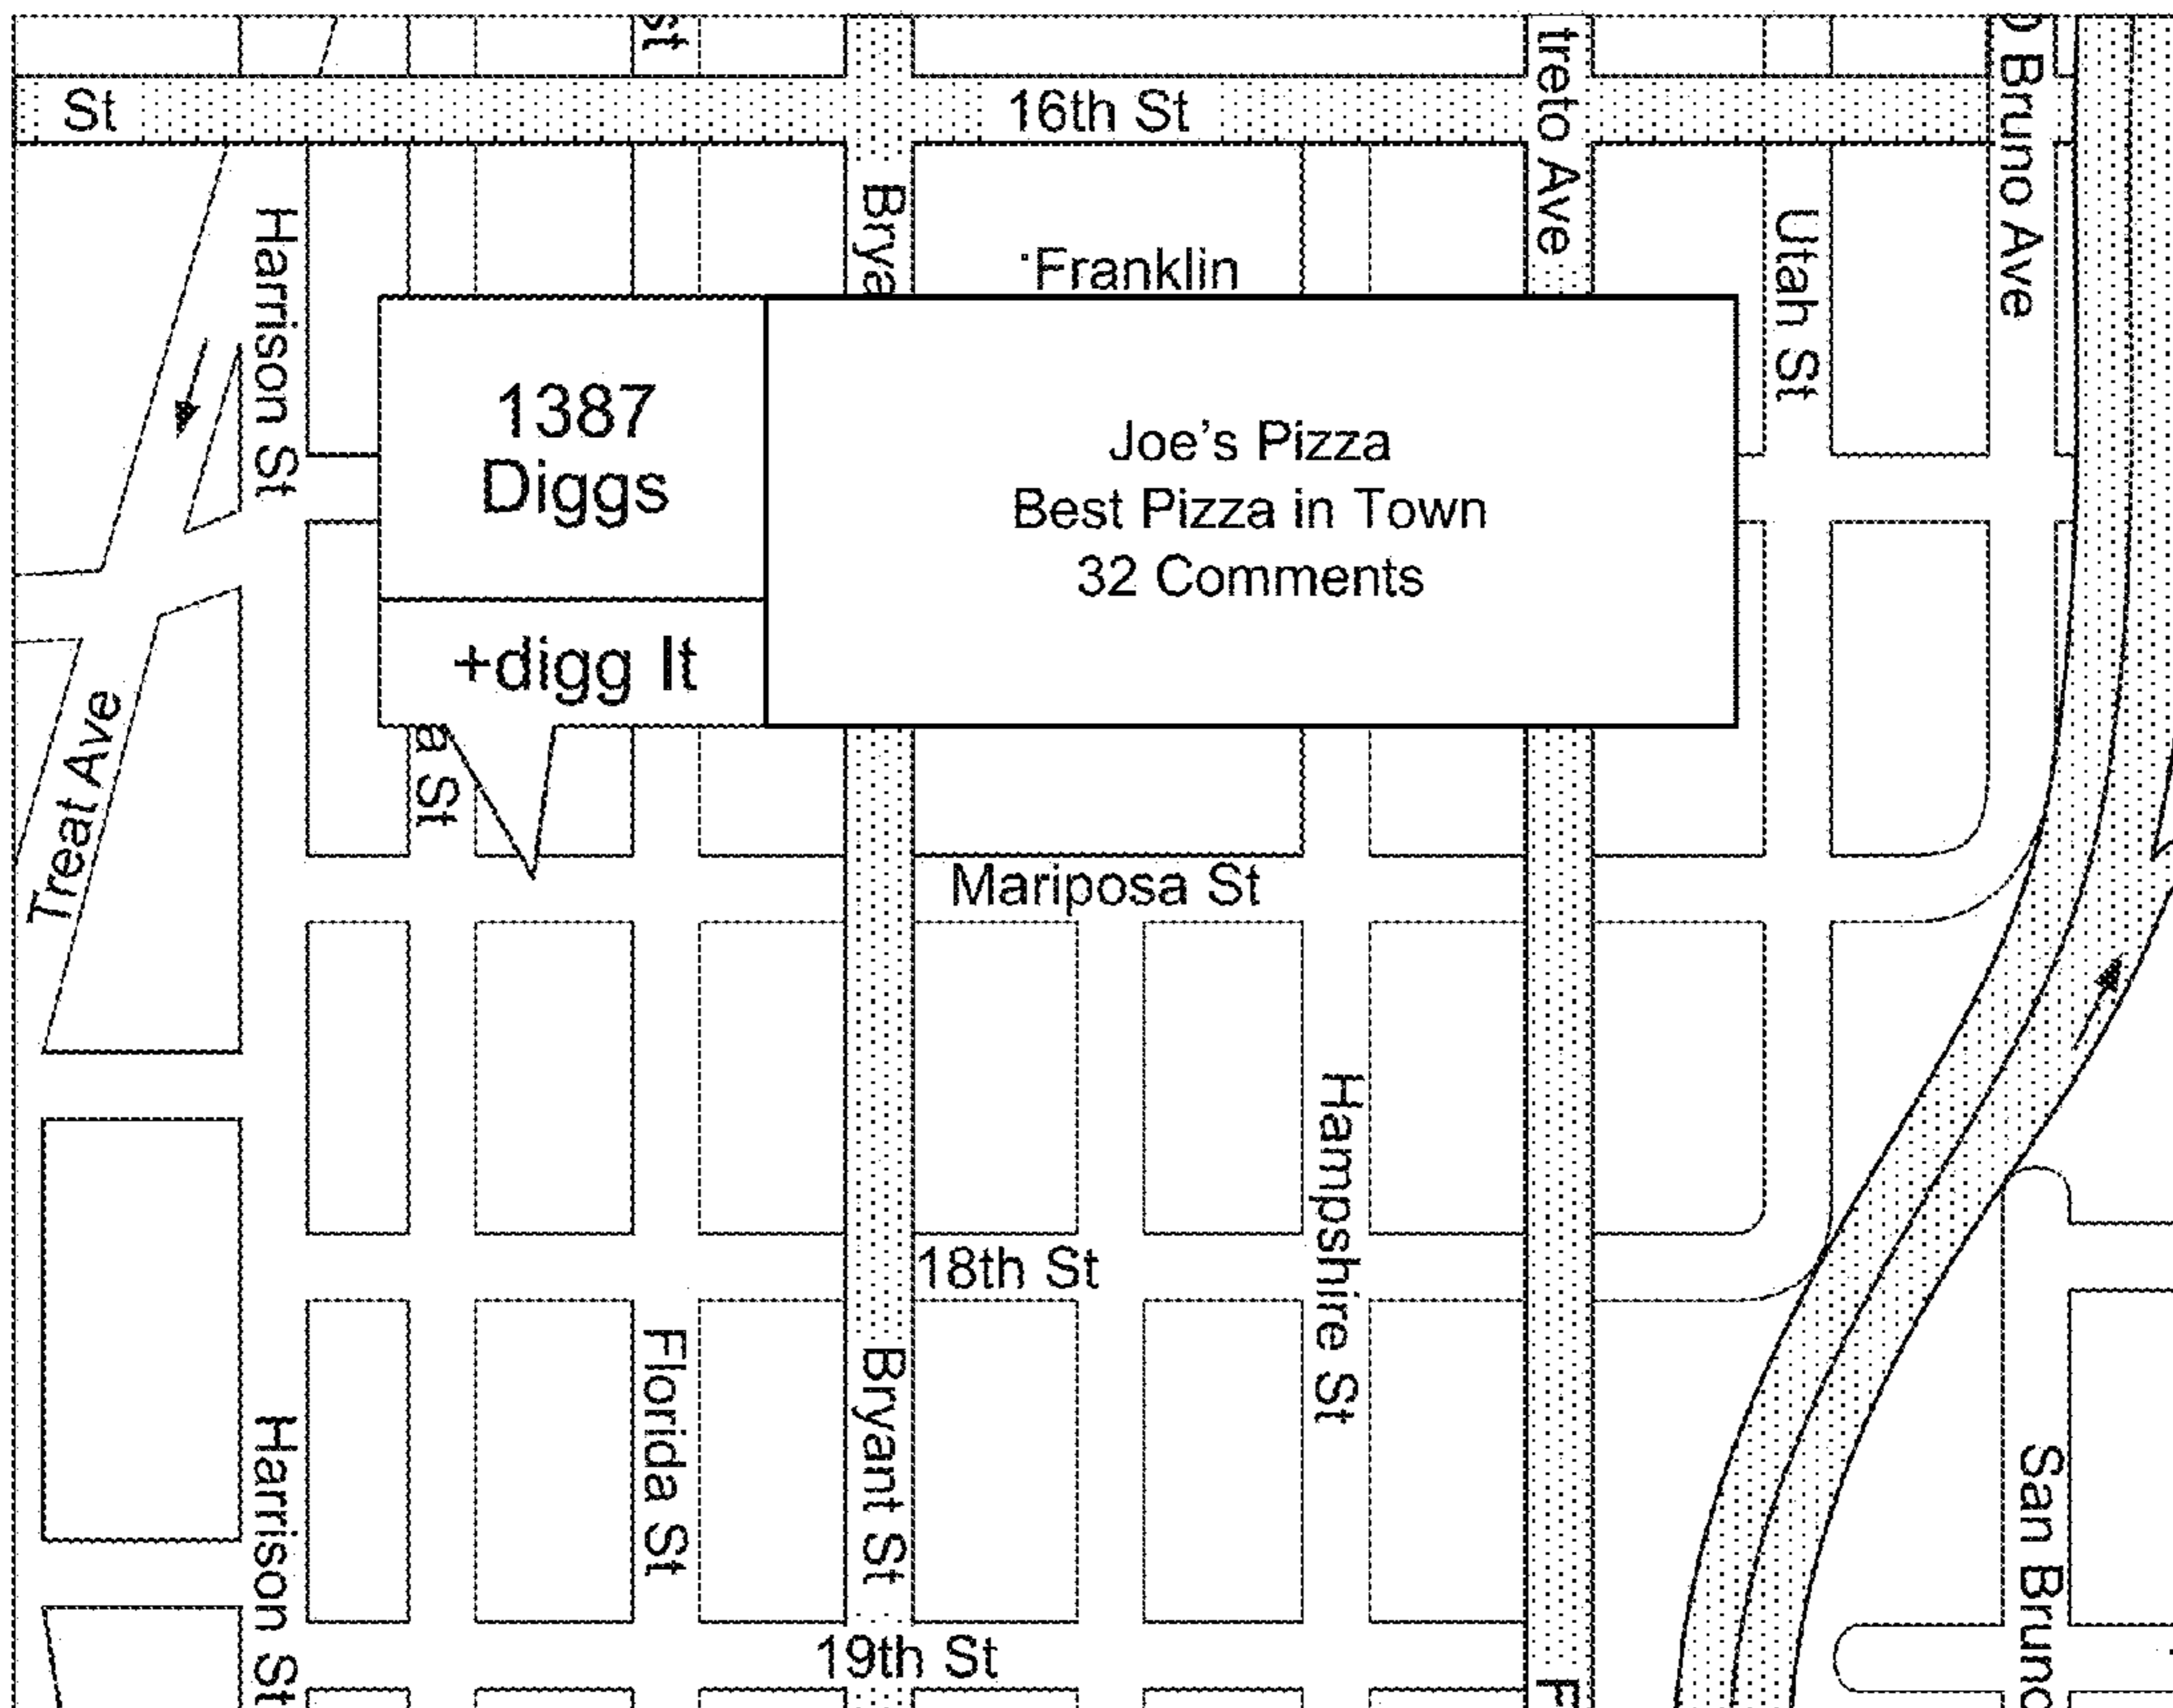 St
St
16th St
treto Ave
Bruno Ave
Harrison St
Brya
Franklin
Utah St
1387
Diggs
Joe's Pizza
Best Pizza in Town
32 Comments
+digg It
a St
Treat Ave
Mariposa St
Hampshire St
18th St
Florida St
Bryant St
Harrison St
San Bruno
19th St
F